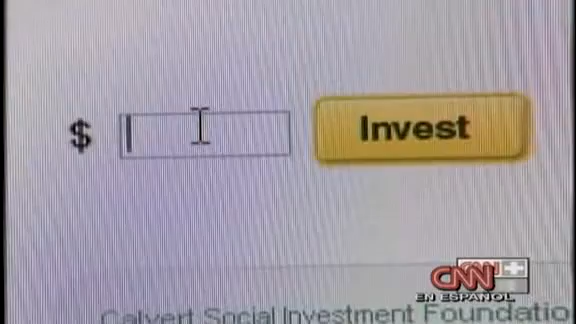 $ Invest
CNN
EN ESPAÑOL
Calvert Social Investment Foundatio